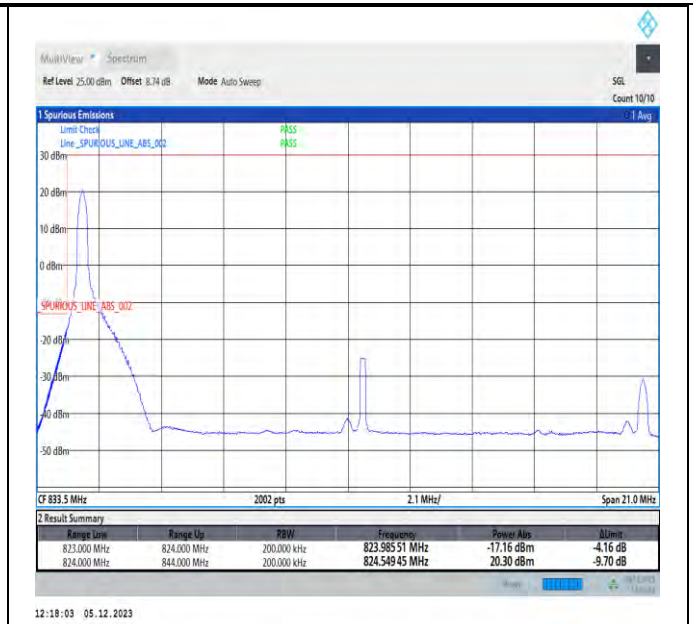 MultiView Spectrum
Ref Level 25.00 dBm Offset 8.74 dB Mode Auto Sweep SGL
Count 10/10
1 Spurious Emissions 1 Avg
Limit Check PASS
Line _SPURIOUS_LINE_ABS_002 PASS
30 dBm
20 dBm
10 dBm
0 dBm
_SPURIOUS_LINE_ABS_002
-20 dBm
-30 dBm
-40 dBm
-50 dBm
CF 833.5 MHz 2002 pts 2.1 MHz/ Span 21.0 MHz
2 Result Summary
Range Low Range Up RBW Frequency Power Abs ΔLimit
823.000 MHz 824.000 MHz 200.000 kHz 823.985 51 MHz -17.16 dBm -4.16 dB
824.000 MHz 844.000 MHz 200.000 kHz 824.549 45 MHz 20.30 dBm -9.70 dB
12:18:03 05.12.2023